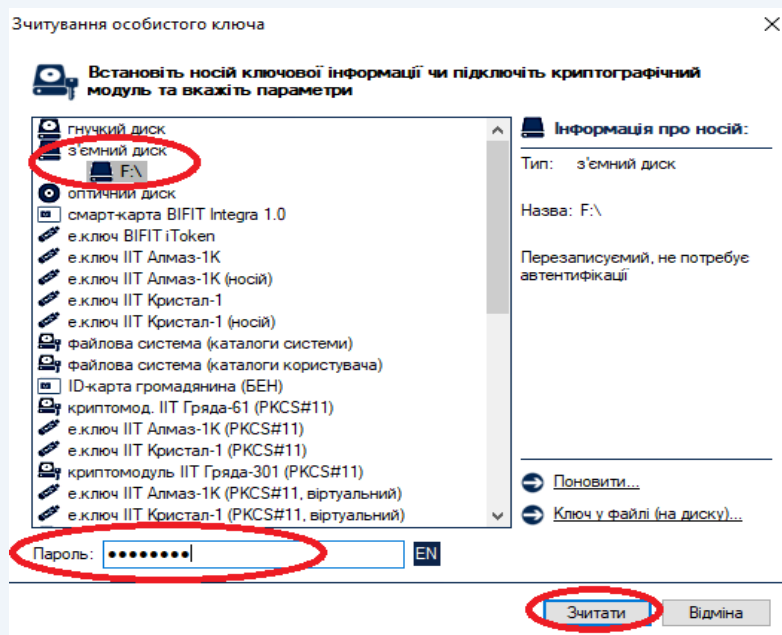 Зчитування особистого ключа
Встановіть носій ключової інформації чи підключіть криптографічний
модуль та вкажіть параметри
гнучкий диск
з'ємний диск
F:\
оптичний диск
смарт-карта BIFIT Integra 1.0
е.ключ BIFIT iToken
е.ключ ІІТ Алмаз-1К
е.ключ ІІТ Алмаз-1К (носій)
е.ключ ІІТ Кристал-1
е.ключ ІІТ Кристал-1 (носій)
файлова система (каталоги системи)
файлова система (каталоги користувача)
ID-карта громадянина (БЕН)
криптомод. ІІТ Гряда-61 (PKCS#11)
е.ключ ІІТ Алмаз-1К (PKCS#11)
е.ключ ІІТ Кристал-1 (PKCS#11)
криптомодуль ІІТ Гряда-301 (PKCS#11)
е.ключ ІІТ Алмаз-1К (PKCS#11, віртуальний)
е.ключ ІІТ Кристал-1 (PKCS#11, віртуальний)
Інформація про носій:
Тип: з'ємний диск
Назва: F:\
Перезаписуємий, не потребує
автентифікації
Поновити...
Ключ у файлі (на диску)...
Пароль: ●●●●●●●● EN
Зчитати Відміна